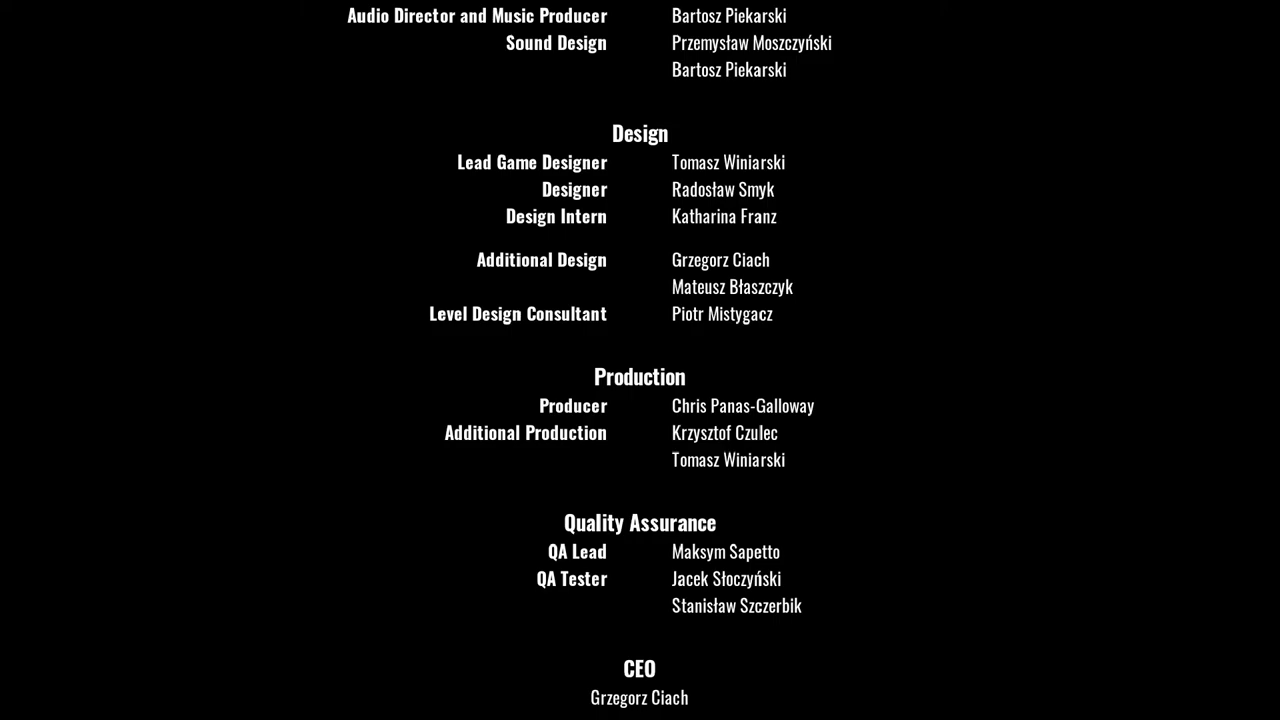 Audio Director and Music Producer Bartosz Piekarski
Sound Design Przemysław Moszczyński
Bartosz Piekarski
Design
Lead Game Designer Tomasz Winiarski
Designer Radosław Smyk
Design Intern Katharina Franz
Additional Design Grzegorz Ciach
Mateusz Błaszczyk
Level Design Consultant Piotr Mistygacz
Production
Producer Chris Panas-Galloway
Additional Production Krzysztof Czulec
Tomasz Winiarski
Quality Assurance
QA Lead Maksym Sapetto
QA Tester Jacek Słoczyński
Stanisław Szczerbik
CEO
Grzegorz Ciach